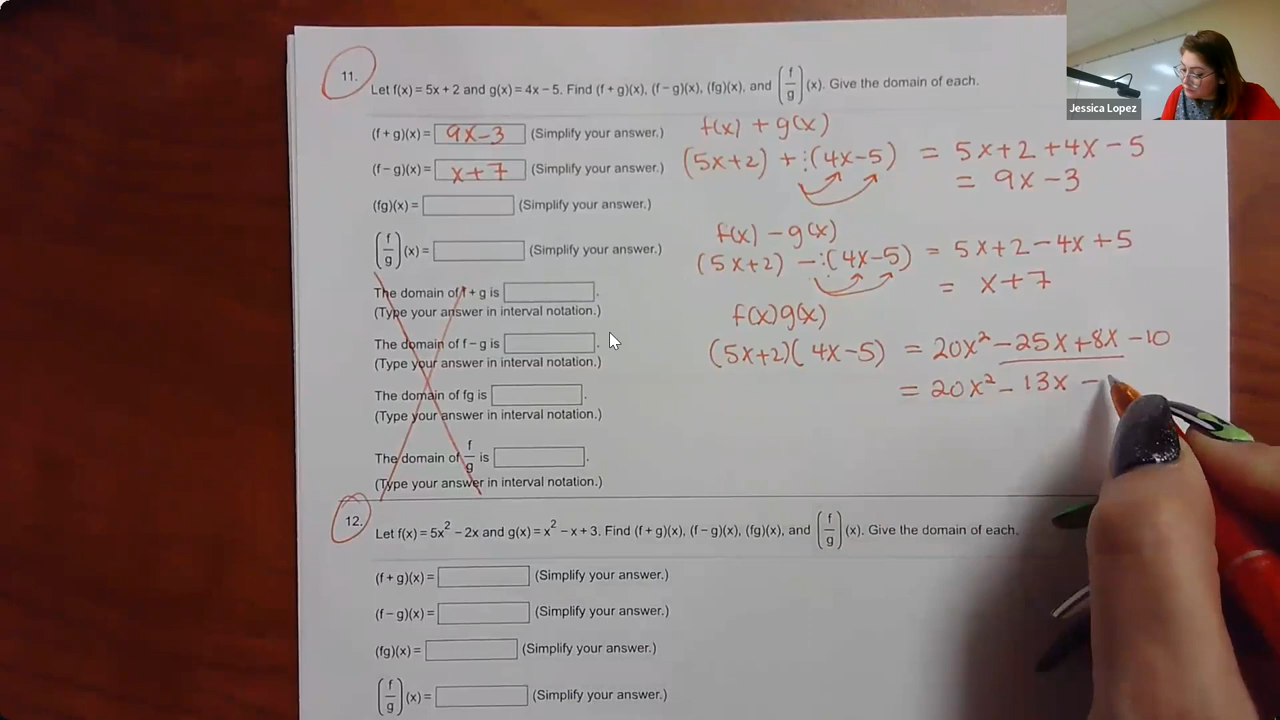 Jessica Lopez
11.
Let f(x) = 5x + 2 and g(x) = 4x − 5. Find (f + g)(x), (f − g)(x), (fg)(x), and (f/g)(x). Give the domain of each.
(f + g)(x) = 9x−3 (Simplify your answer.)
(f − g)(x) = x+7 (Simplify your answer.)
(fg)(x) = (Simplify your answer.)
(f/g)(x) = (Simplify your answer.)
The domain of f + g is .
(Type your answer in interval notation.)
The domain of f − g is .
(Type your answer in interval notation.)
The domain of fg is .
(Type your answer in interval notation.)
The domain of f/g is .
(Type your answer in interval notation.)
f(x) + g(x)
(5x+2) + :(4x−5) = 5x+2 +4x −5
= 9x −3
f(x) − g(x)
(5x+2) −:(4x−5) = 5x+2 −4x +5
= x+7
f(x)g(x)
(5x+2)(4x−5) = 20x² −25x +8x −10
= 20x² − 13x −
12.
Let f(x) = 5x² − 2x and g(x) = x² − x + 3. Find (f + g)(x), (f − g)(x), (fg)(x), and (f/g)(x). Give the domain of each.
(f + g)(x) = (Simplify your answer.)
(f − g)(x) = (Simplify your answer.)
(fg)(x) = (Simplify your answer.)
(f/g)(x) = (Simplify your answer.)